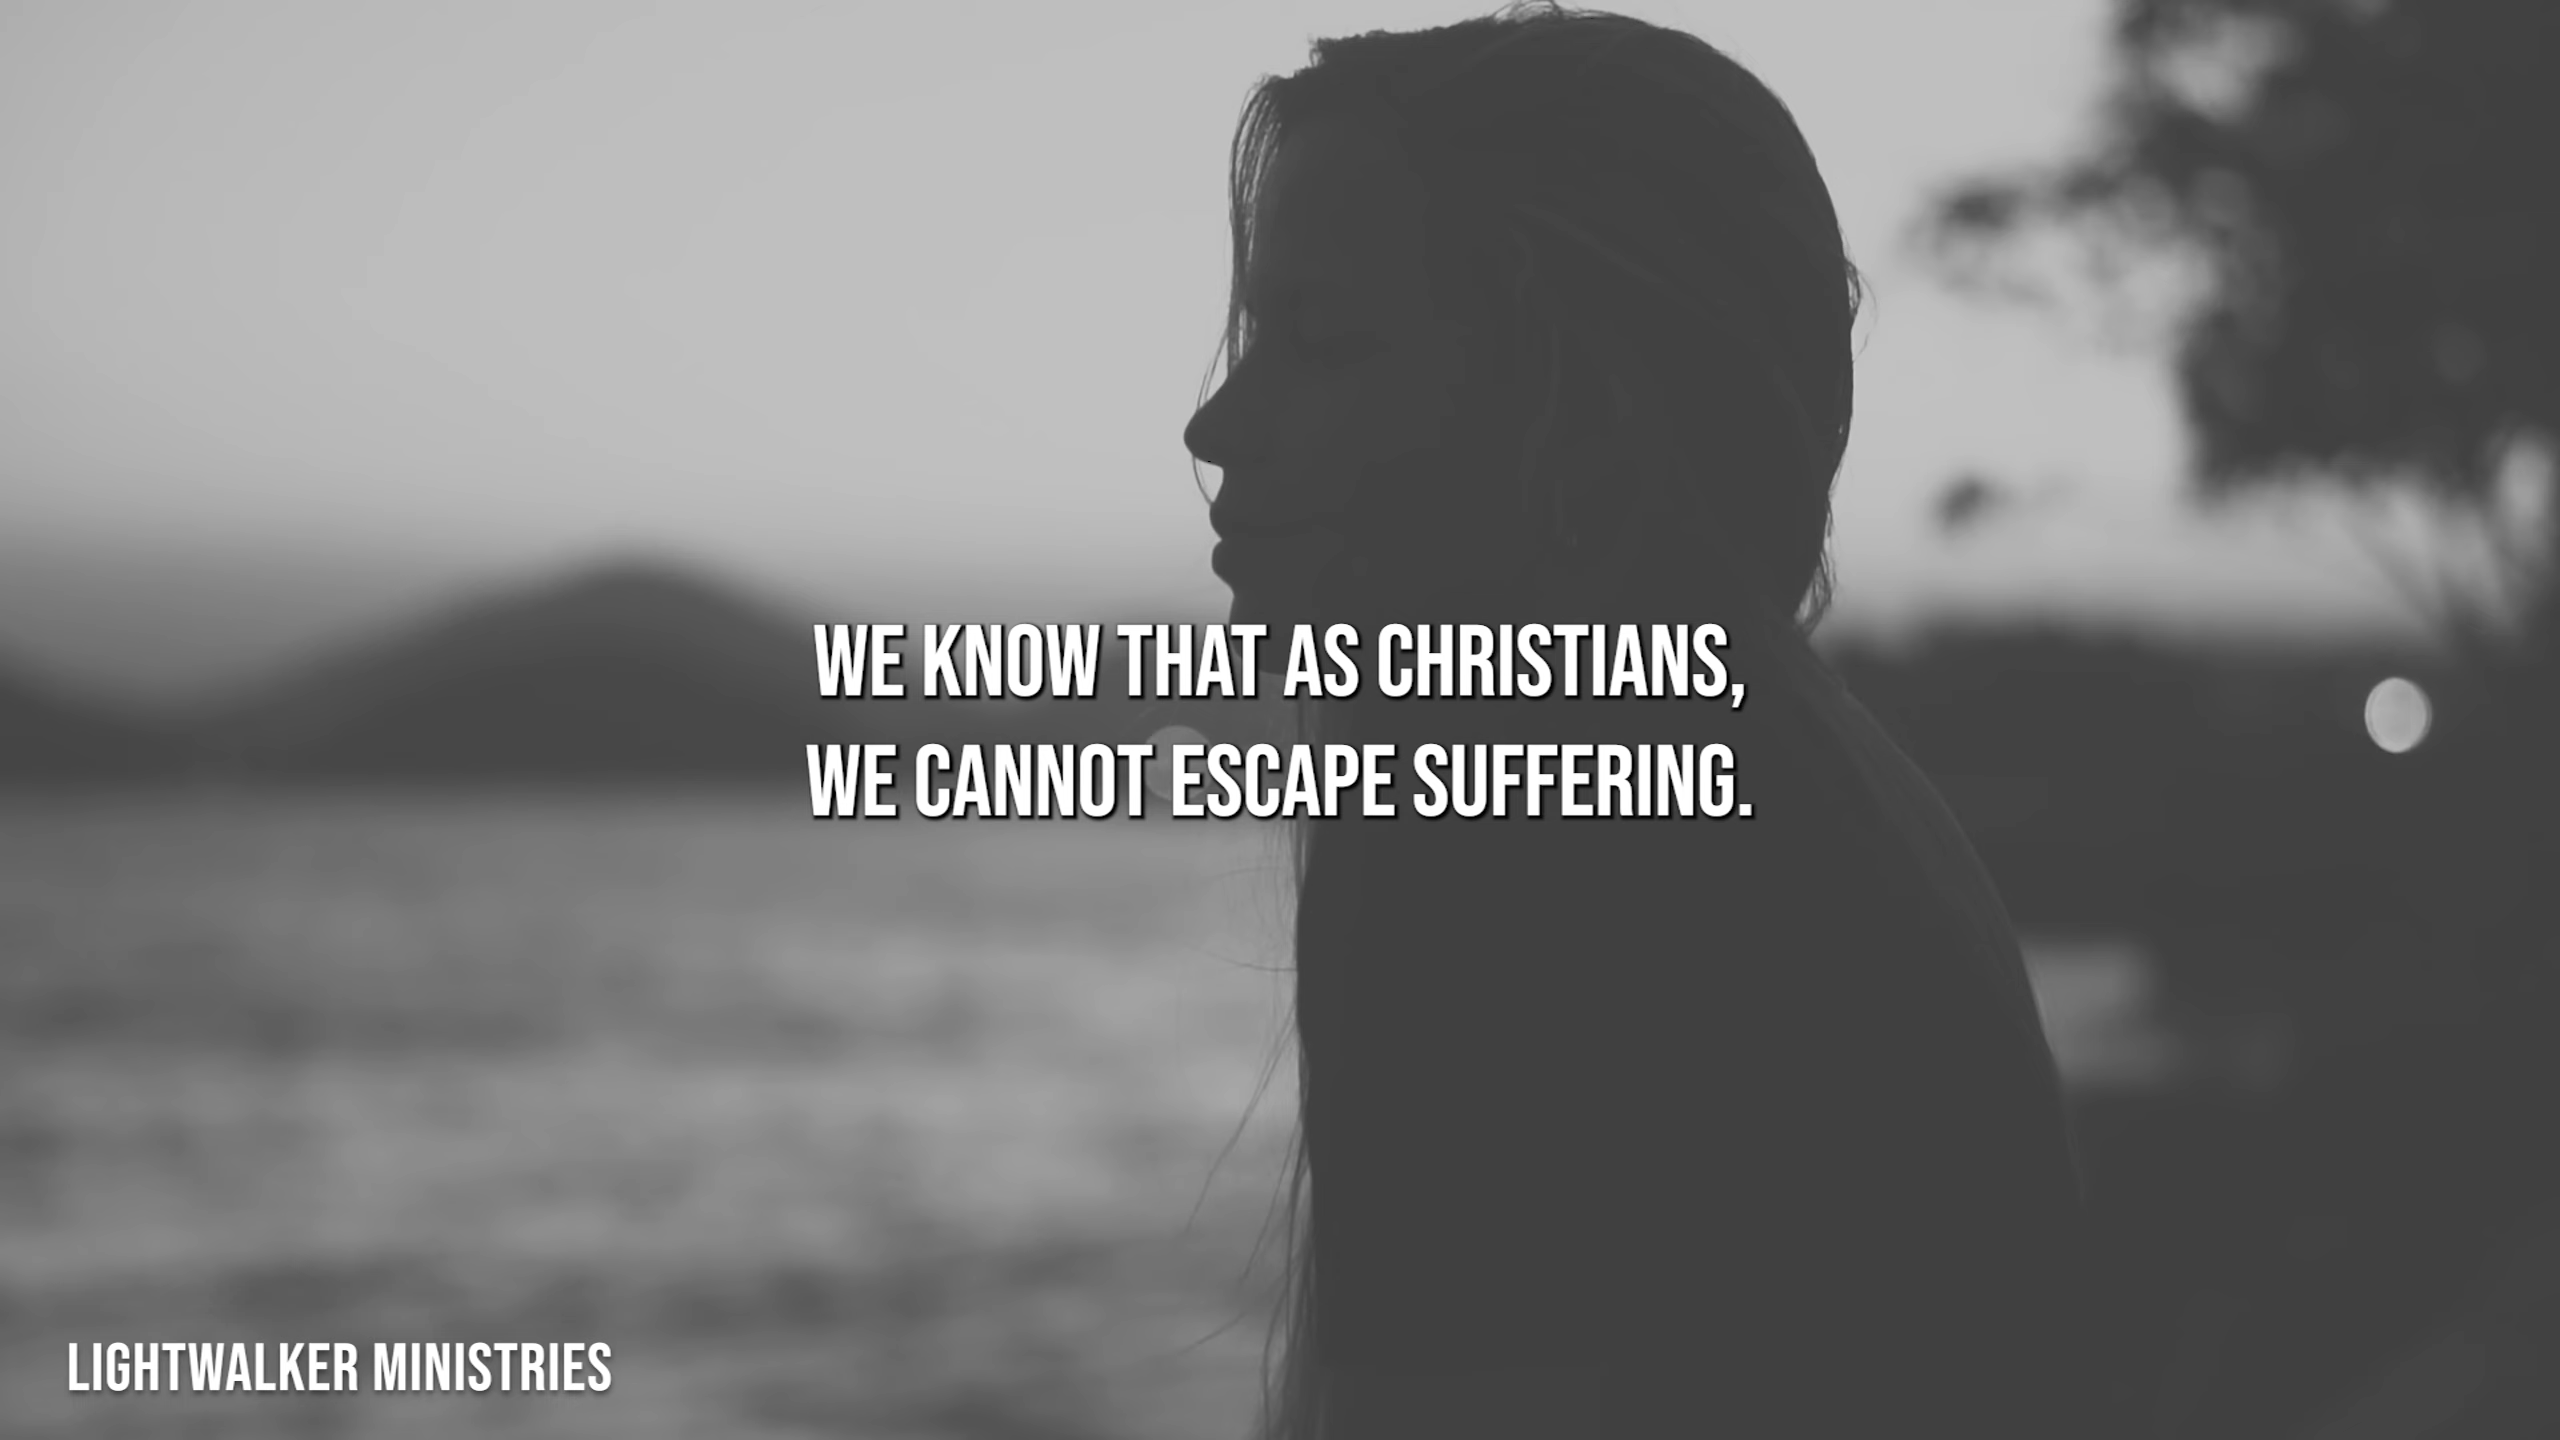 WE KNOW THAT AS CHRISTIANS,
WE CANNOT ESCAPE SUFFERING.
LIGHTWALKER MINISTRIES